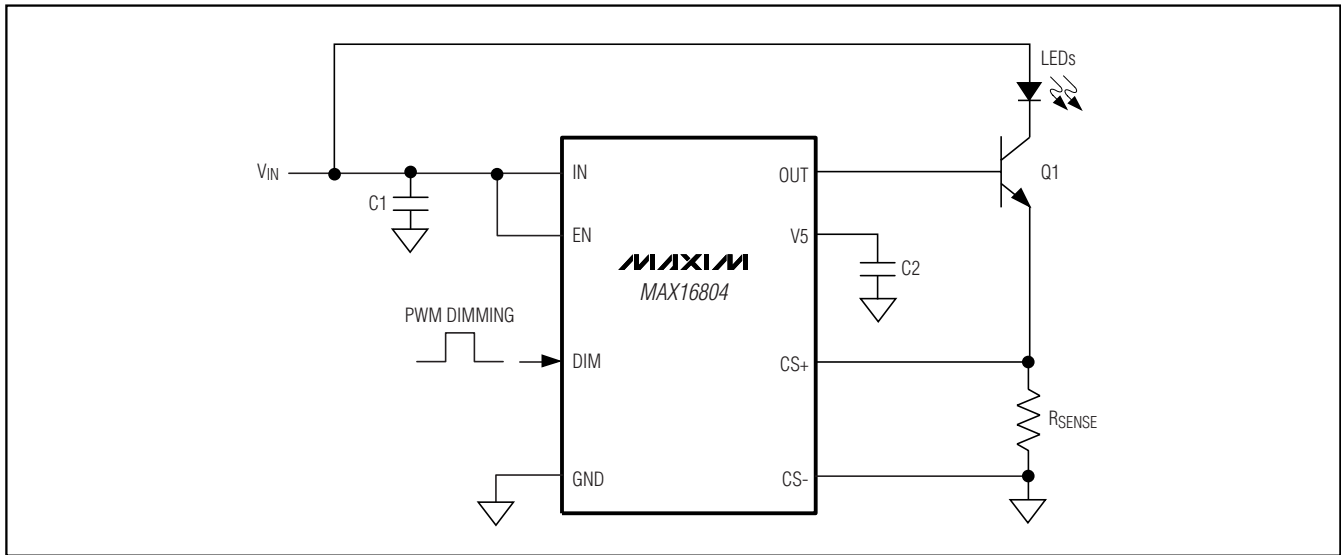 LEDs
VIN
C1
IN
EN
OUT
Q1
V5
C2
MAXIM
MAX16804
PWM DIMMING
DIM
CS+
RSENSE
GND
CS-